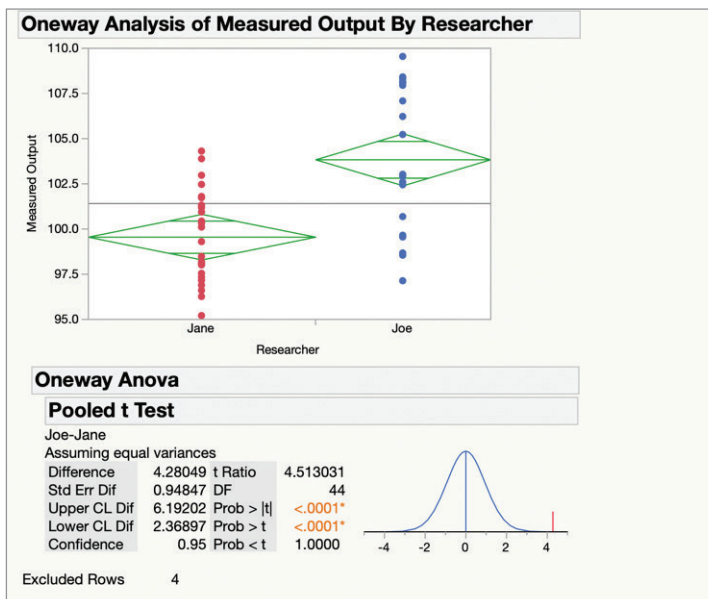 Oneway Analysis of Measured Output By Researcher
110.0
107.5
105.0
102.5
100.0
97.5
95.0
Measured Output
Jane Joe
Researcher
Oneway Anova
Pooled t Test
Joe-Jane
Assuming equal variances
Difference 4.28049 t Ratio 4.513031
Std Err Dif 0.94847 DF 44
Upper CL Dif 6.19202 Prob > |t| <.0001*
Lower CL Dif 2.36897 Prob > t <.0001*
Confidence 0.95 Prob < t 1.0000
-4 -2 0 2 4
Excluded Rows 4